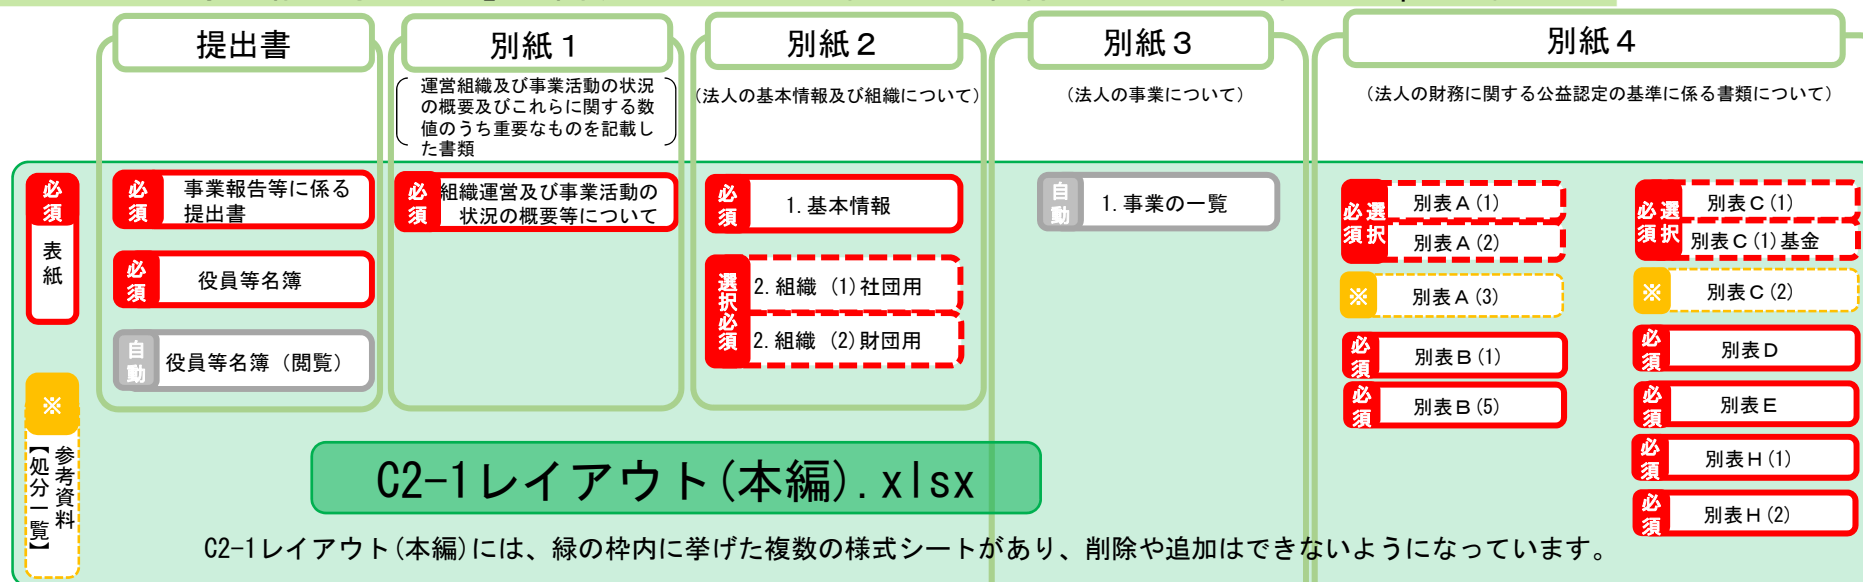 提出書
別紙１
別紙２
別紙３
別紙４
運営組織及び事業活動の状況
の概要及びこれらに関する数
値のうち重要なものを記載し
た書類
(法人の基本情報及び組織について)
(法人の事業について)
(法人の財務に関する公益認定の基準に係る書類について)
必須
表紙
※
参考資料
【処分一覧】
必須
事業報告等に係る
提出書
必須
役員等名簿
自動
役員等名簿（閲覧）
必須
組織運営及び事業活動の
状況の概要等について
必須
1.基本情報
選択必須
2.組織 (1)社団用
2.組織 (2)財団用
自動
1.事業の一覧
選択
必須
別表Ａ(1)
別表Ａ(2)
※
別表Ａ(3)
必須
別表Ｂ(1)
必須
別表Ｂ(5)
選択
必須
別表Ｃ(1)
別表Ｃ(1)基金
※
別表Ｃ(2)
必須
別表Ｄ
必須
別表Ｅ
必須
別表Ｈ(1)
必須
別表Ｈ(2)
C2-1レイアウト(本編).xlsx
C2-1レイアウト(本編)には、緑の枠内に挙げた複数の様式シートがあり、削除や追加はできないようになっています。